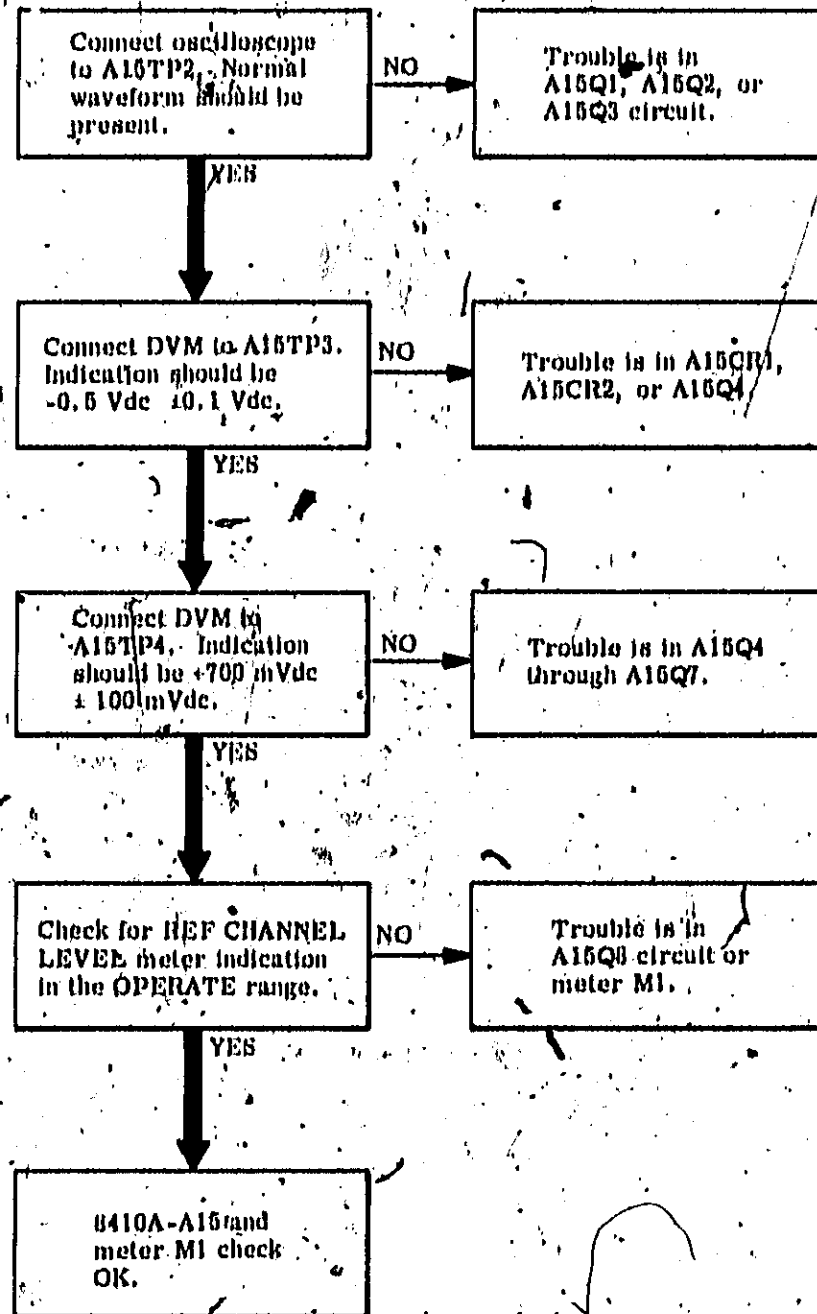 Connect oscilloscope
to A15TP2. Normal
waveform should be
present.
NO
Trouble is in
A15Q1, A15Q2, or
A15Q3 circuit.
YES
Connect DVM to A15TP3.
Indication should be
-0.5 Vdc ±0.1 Vdc.
NO
Trouble is in A15CR1,
A15CR2, or A15Q4.
YES
Connect DVM to
A15TP4. Indication
should be +700 mVdc
± 100 mVdc.
NO
Trouble is in A15Q4
through A15Q7.
YES
Check for REF CHANNEL
LEVEL meter indication
in the OPERATE range.
NO
Trouble is in
A15Q8 circuit or
meter M1.
YES
8410A-A15 and
meter M1 check
OK.